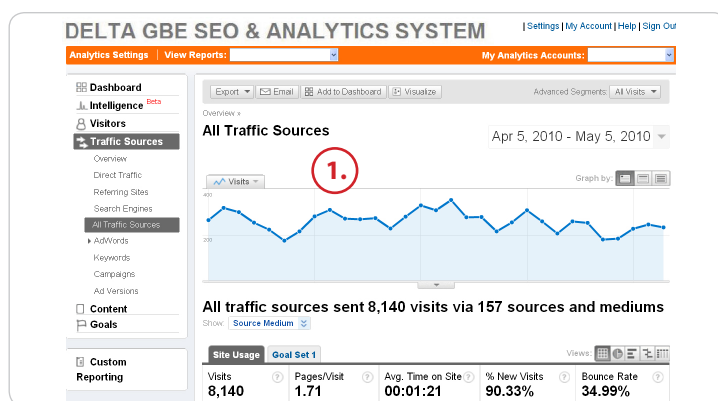 DELTA GBE SEO & ANALYTICS SYSTEM
| Settings | My Account | Help | Sign Out
Analytics Settings | View Reports:
My Analytics Accounts:
Dashboard
Intelligence Beta
Visitors
Traffic Sources
Overview
Direct Traffic
Referring Sites
Search Engines
All Traffic Sources
AdWords
Keywords
Campaigns
Ad Versions
Content
Goals
Custom
Reporting
Export Email Add to Dashboard Visualize
Advanced Segments: All Visits
Overview »
All Traffic Sources
Apr 5, 2010 - May 5, 2010
1.
Visits
Graph by:
400
200
All traffic sources sent 8,140 visits via 157 sources and mediums
Show: Source Medium
Site Usage Goal Set 1
Views:
Visits ? Pages/Visit ? Avg. Time on Site ? % New Visits ? Bounce Rate ?
8,140 1.71 00:01:21 90.33% 34.99%